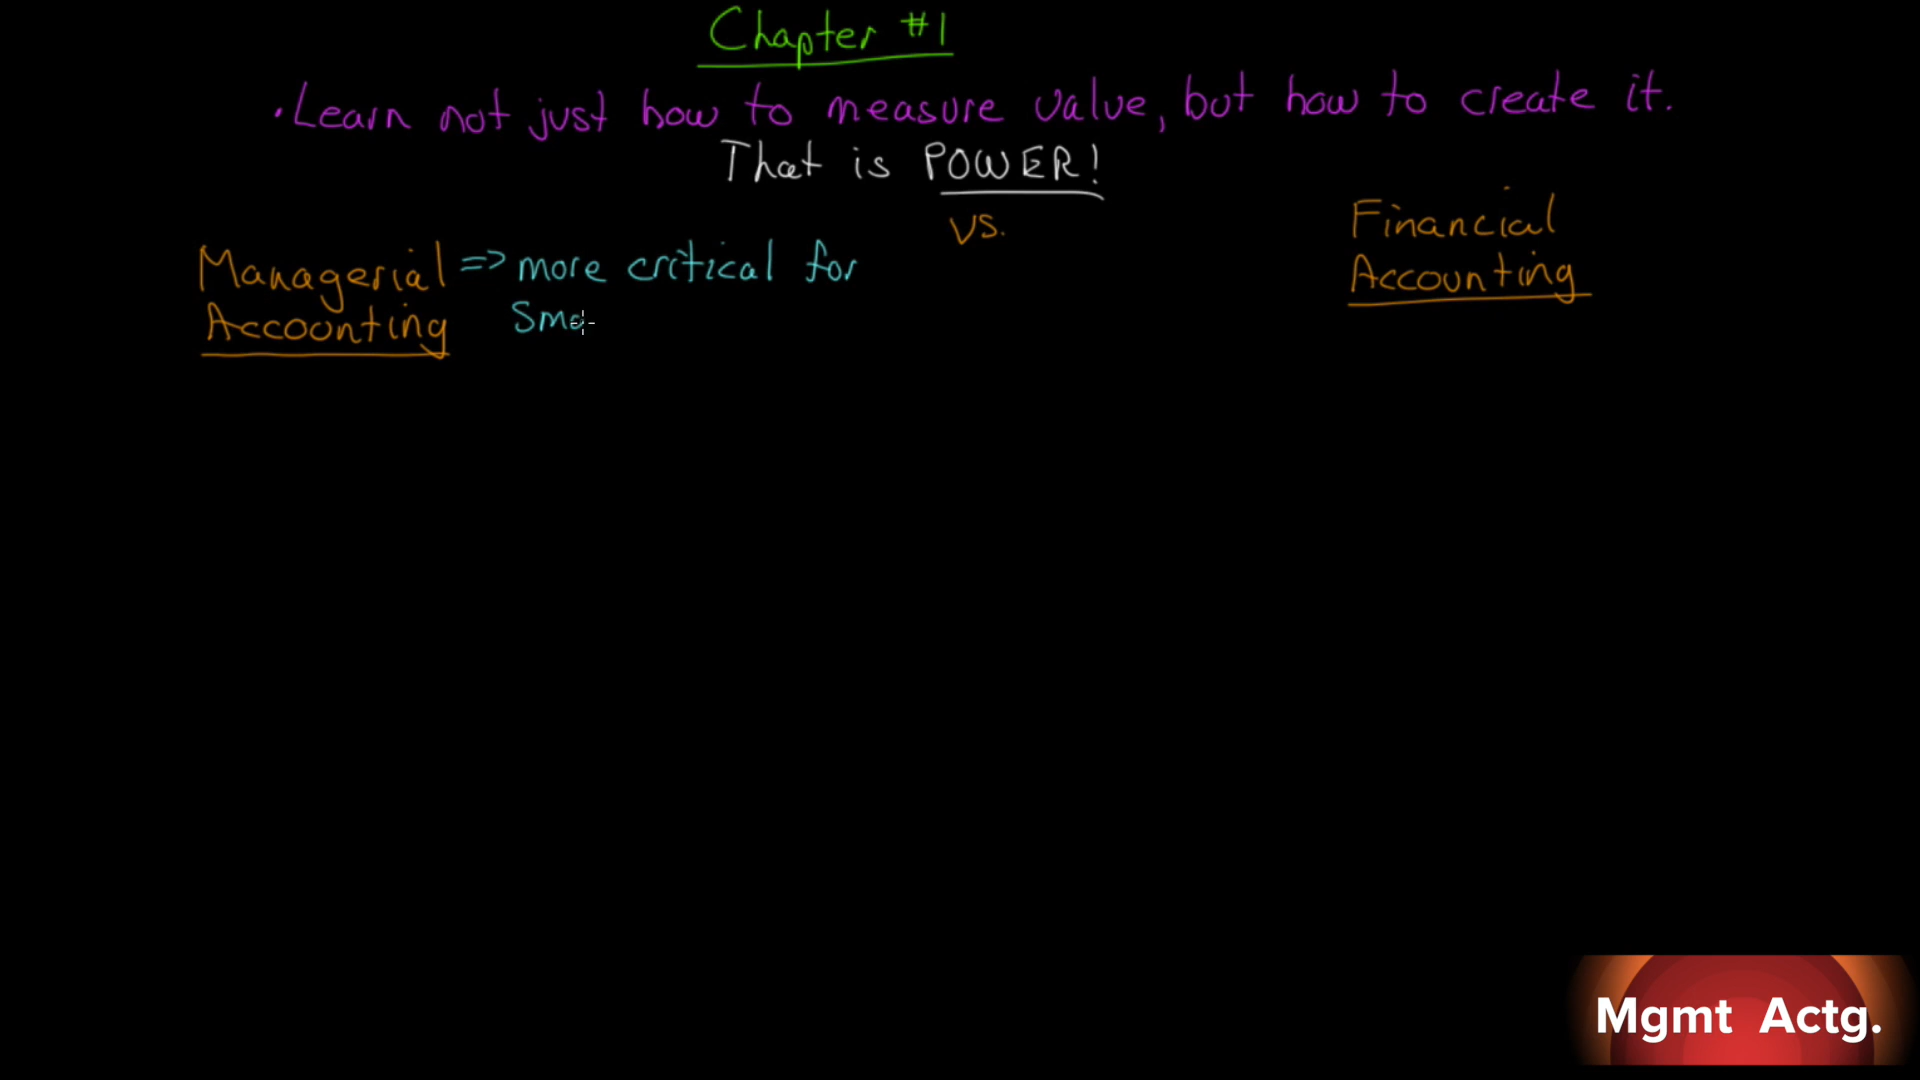 Chapter #1
• Learn not just how to measure value, but how to create it.
That is POWER!
vs.
Managerial => more critical for
Accounting Sma
Financial
Accounting
Mgmt Actg.